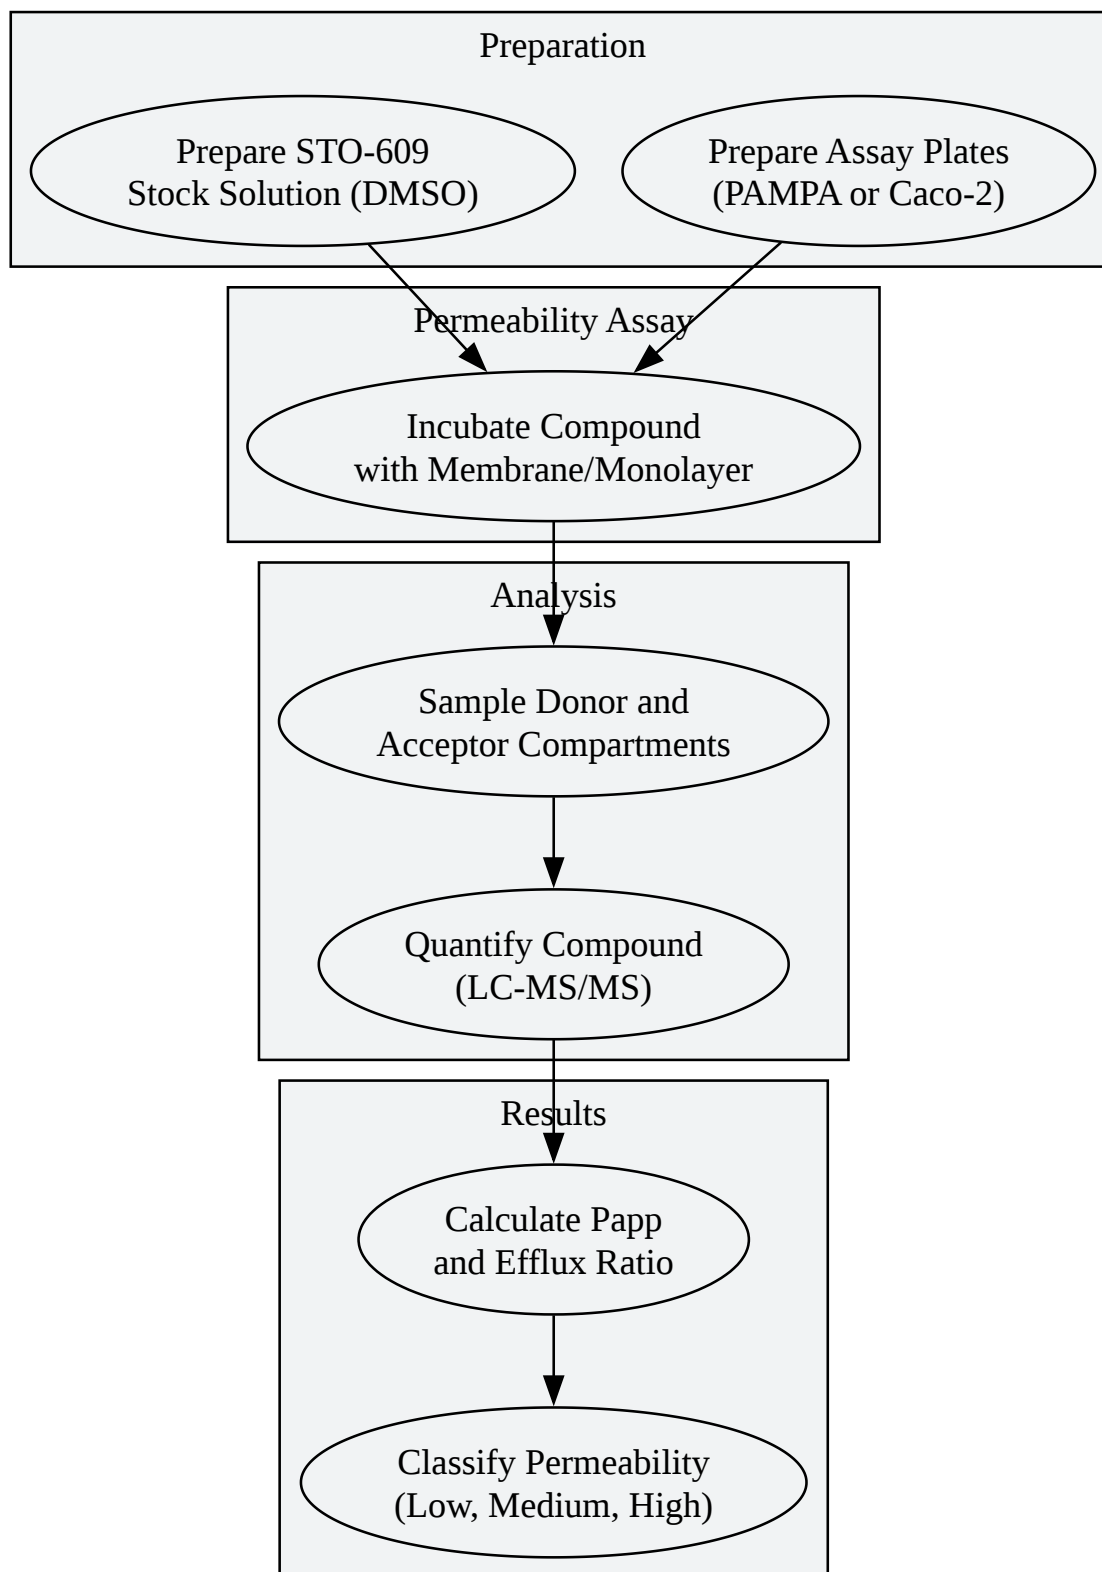 Preparation
Prepare STO-609
Stock Solution (DMSO)
Prepare Assay Plates
(PAMPA or Caco-2)
Permeability Assay
Incubate Compound
with Membrane/Monolayer
Analysis
Sample Donor and
Acceptor Compartments
Quantify Compound
(LC-MS/MS)
Results
Calculate Papp
and Efflux Ratio
Classify Permeability
(Low, Medium, High)